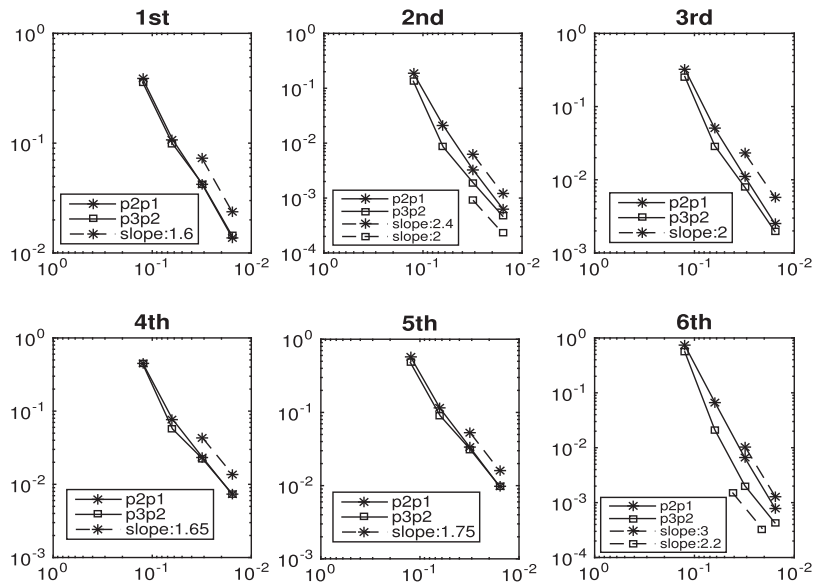 1st
10^0
10^-1
10^-2
10^0
10^-1
10^-2
p2p1
p3p2
slope:1.6
2nd
10^0
10^-1
10^-2
10^-3
10^-4
10^0
10^-1
10^-2
p2p1
p3p2
slope:2.4
slope:2
3rd
10^0
10^-1
10^-2
10^-3
10^0
10^-1
10^-2
p2p1
p3p2
slope:2
4th
10^0
10^-1
10^-2
10^-3
10^0
10^-1
10^-2
p2p1
p3p2
slope:1.65
5th
10^0
10^-1
10^-2
10^-3
10^0
10^-1
10^-2
p2p1
p3p2
slope:1.75
6th
10^0
10^-1
10^-2
10^-3
10^-4
10^0
10^-1
10^-2
p2p1
p3p2
slope:3
slope:2.2